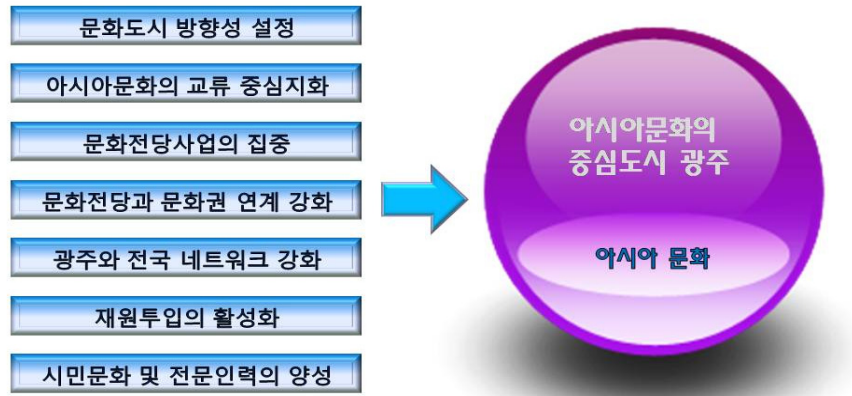 문화도시 방향성 설정
아시아문화의 교류 중심지화
문화전당사업의 집중
문화전당과 문화권 연계 강화
광주와 전국 네트워크 강화
재원투입의 활성화
시민문화 및 전문인력의 양성
아시아문화의
중심도시 광주
아시아 문화